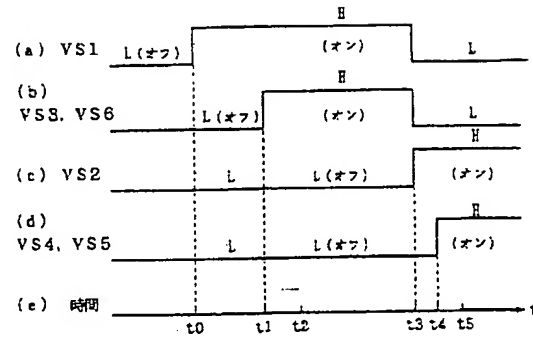 H
(a) VS1 L(オフ) (オン) L
H
(b)
VS3, VS6 L(オフ) (オン) L
H
(c) VS2 L L(オフ) (オン)
(d) H
VS4, VS5 L L(オフ) (オン)
(e) 時間 t
t0 t1 t2 t3 t4 t5